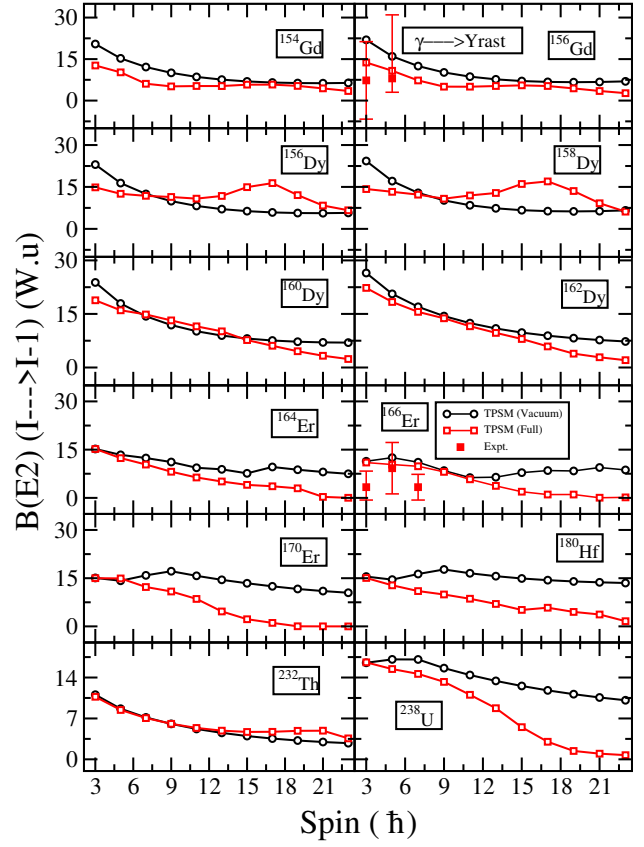 30
15
0
¹⁵⁴Gd
γ--->Yrast
¹⁵⁶Gd
30
15
0
¹⁵⁶Dy
¹⁵⁸Dy
30
15
0
¹⁶⁰Dy
¹⁶²Dy
30
15
0
¹⁶⁴Er
¹⁶⁶Er
TPSM (Vacuum)
TPSM (Full)
Expt.
30
15
0
¹⁷⁰Er
¹⁸⁰Hf
14
7
0
²³²Th
²³⁸U
3 6 9 12 15 18 21 3 6 9 12 15 18 21
Spin ( ħ)
B(E2) (I--->I-1) (W.u)